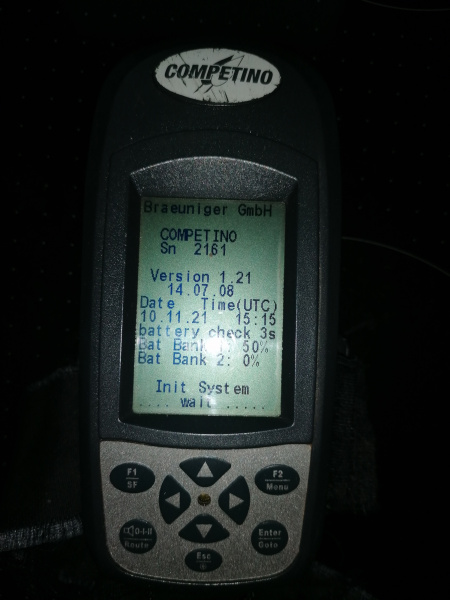 COMPETINO
Braeuniger GmbH
COMPETINO
Sn 2161
Version 1.21
14.07.08
Date Time(UTC)
10.11.21 15:15
battery check 3s
Bat Bank 1: 50%
Bat Bank 2: 0%
Init System
.... wait .....
F1
SF
F2
Menu
0-I-II
Route
Enter
Goto
Esc